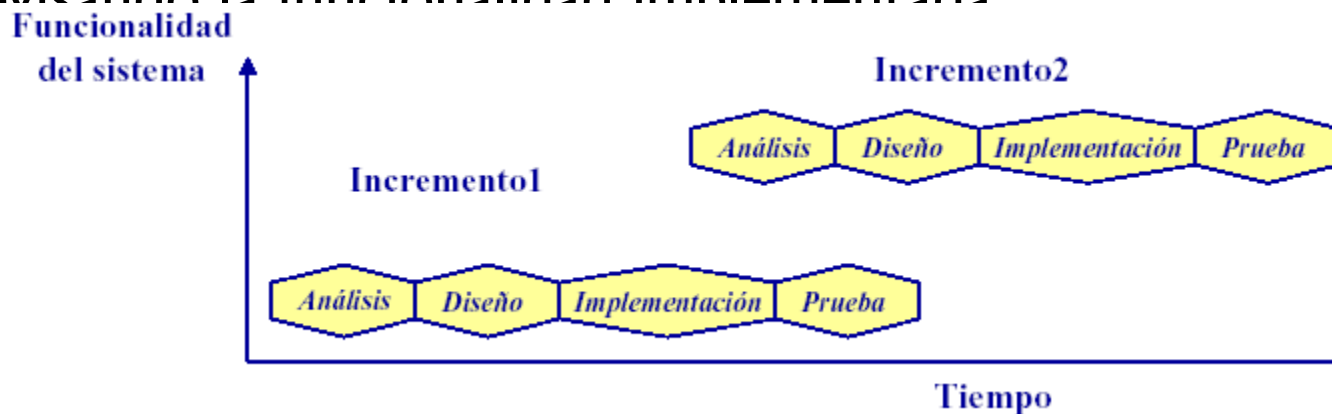 Funcionalidad
del sistema
Incremento2
Análisis Diseño Implementación Prueba
Incremento1
Análisis Diseño Implementación Prueba
Tiempo